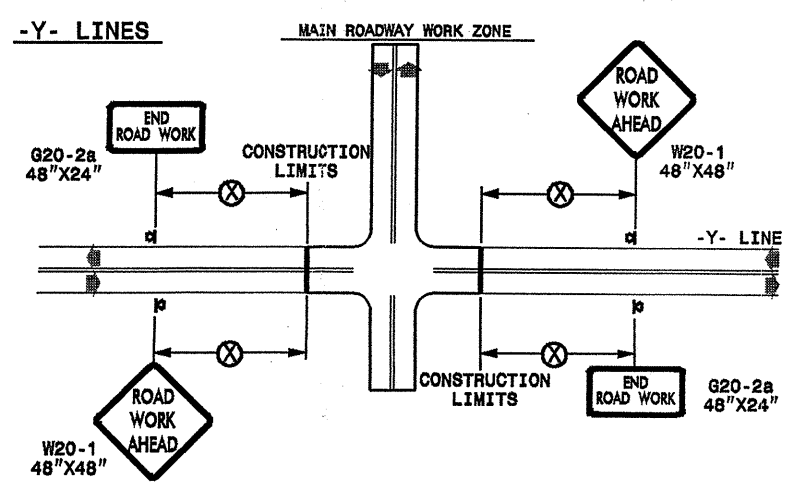 -Y- LINES
MAIN ROADWAY WORK ZONE
END
ROAD WORK
G20-2a
48"X24"
CONSTRUCTION
LIMITS
X
X
ROAD
WORK
AHEAD
W20-1
48"X48"
-Y- LINE
X
X
ROAD
WORK
AHEAD
W20-1
48"X48"
CONSTRUCTION
LIMITS
END
ROAD WORK
G20-2a
48"X24"